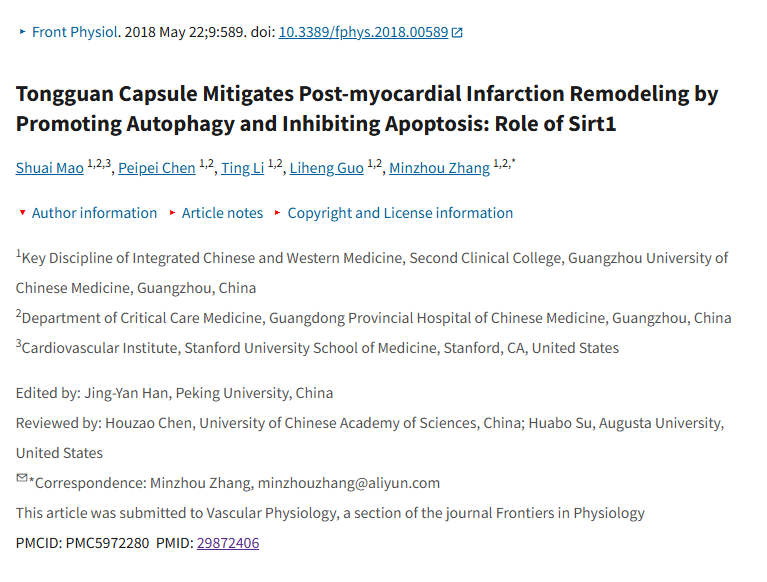 Front Physiol. 2018 May 22;9:589. doi: 10.3389/fphys.2018.00589
Tongguan Capsule Mitigates Post-myocardial Infarction Remodeling by
Promoting Autophagy and Inhibiting Apoptosis: Role of Sirt1
Shuai Mao 1,2,3, Peipei Chen 1,2, Ting Li 1,2, Liheng Guo 1,2, Minzhou Zhang 1,2,*
Author information Article notes Copyright and License information
1Key Discipline of Integrated Chinese and Western Medicine, Second Clinical College, Guangzhou University of
Chinese Medicine, Guangzhou, China
2Department of Critical Care Medicine, Guangdong Provincial Hospital of Chinese Medicine, Guangzhou, China
3Cardiovascular Institute, Stanford University School of Medicine, Stanford, CA, United States
Edited by: Jing-Yan Han, Peking University, China
Reviewed by: Houzao Chen, University of Chinese Academy of Sciences, China; Huabo Su, Augusta University,
United States
*Correspondence: Minzhou Zhang, minzhouzhang@aliyun.com
This article was submitted to Vascular Physiology, a section of the journal Frontiers in Physiology
PMCID: PMC5972280 PMID: 29872406